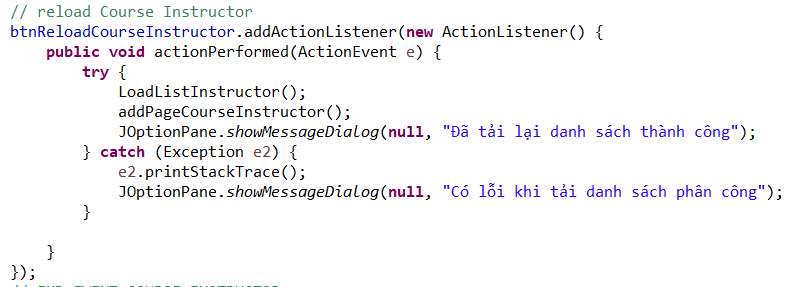 // reload Course Instructor
btnReloadCourseInstructor.addActionListener(new ActionListener() {
public void actionPerformed(ActionEvent e) {
try {
LoadListInstructor();
addPageCourseInstructor();
JOptionPane.showMessageDialog(null, "Đã tải lại danh sách thành công");
} catch (Exception e2) {
e2.printStackTrace();
JOptionPane.showMessageDialog(null, "Có lỗi khi tải danh sách phân công");
}
}
});